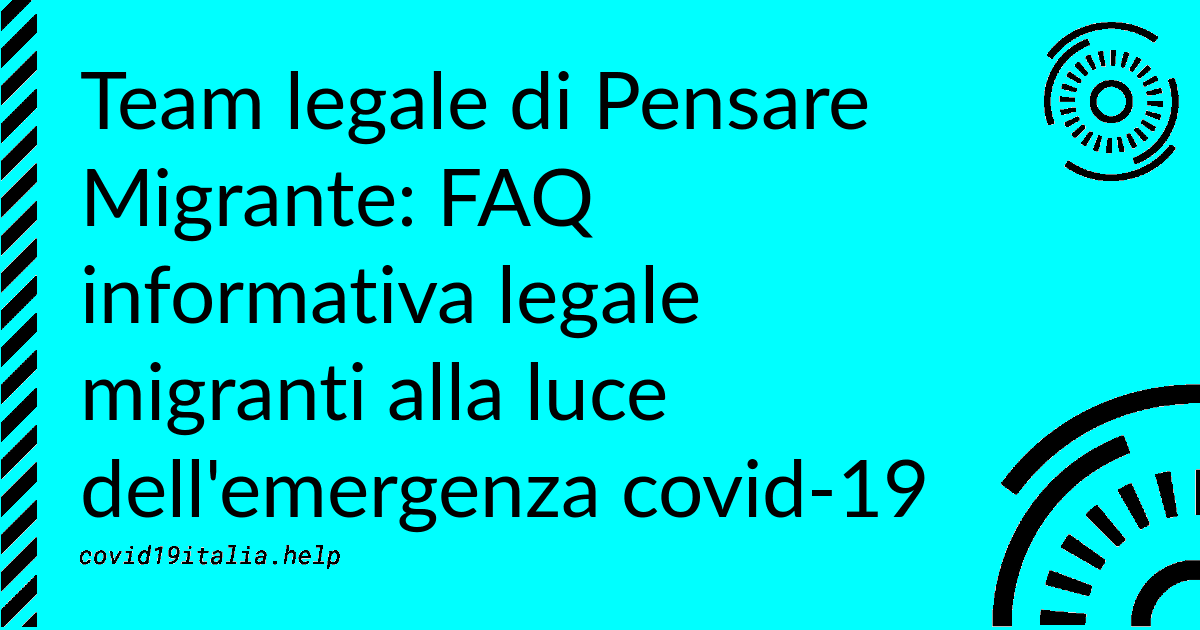 Team legale di Pensare
Migrante: FAQ
informativa legale
migranti alla luce
dell'emergenza covid-19
covid19italia.help